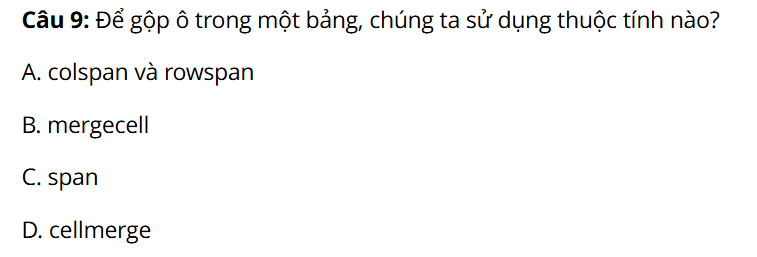 Câu 9: Để gộp ô trong một bảng, chúng ta sử dụng thuộc tính nào?
A. colspan và rowspan
B. mergecell
C. span
D. cellmerge